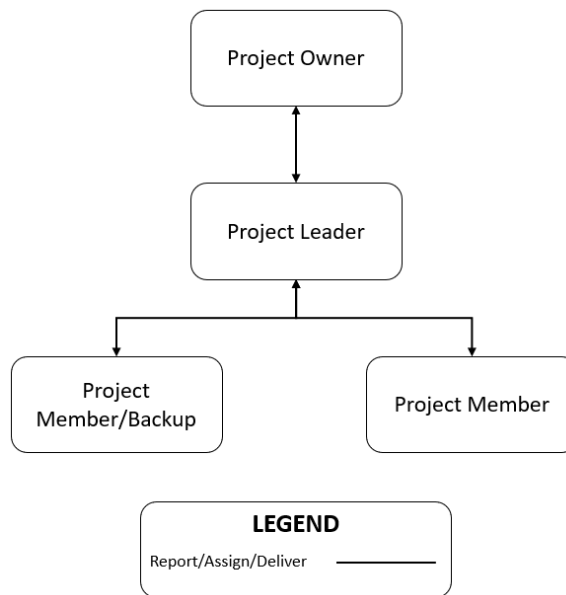 Project Owner
Project Leader
Project
Member/Backup
Project Member
LEGEND
Report/Assign/Deliver